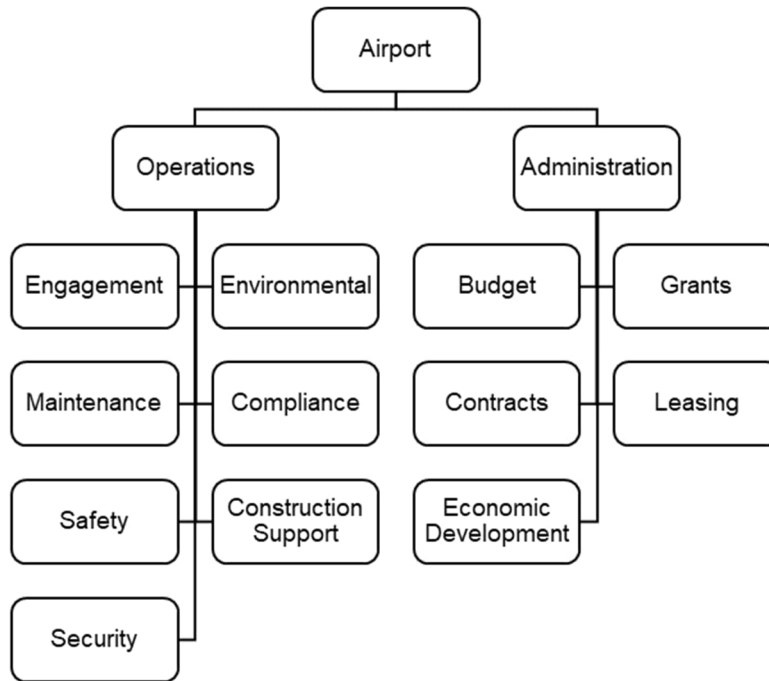 Airport
Operations
Administration
Engagement
Environmental
Budget
Grants
Maintenance
Compliance
Contracts
Leasing
Safety
Construction
Support
Economic
Development
Security